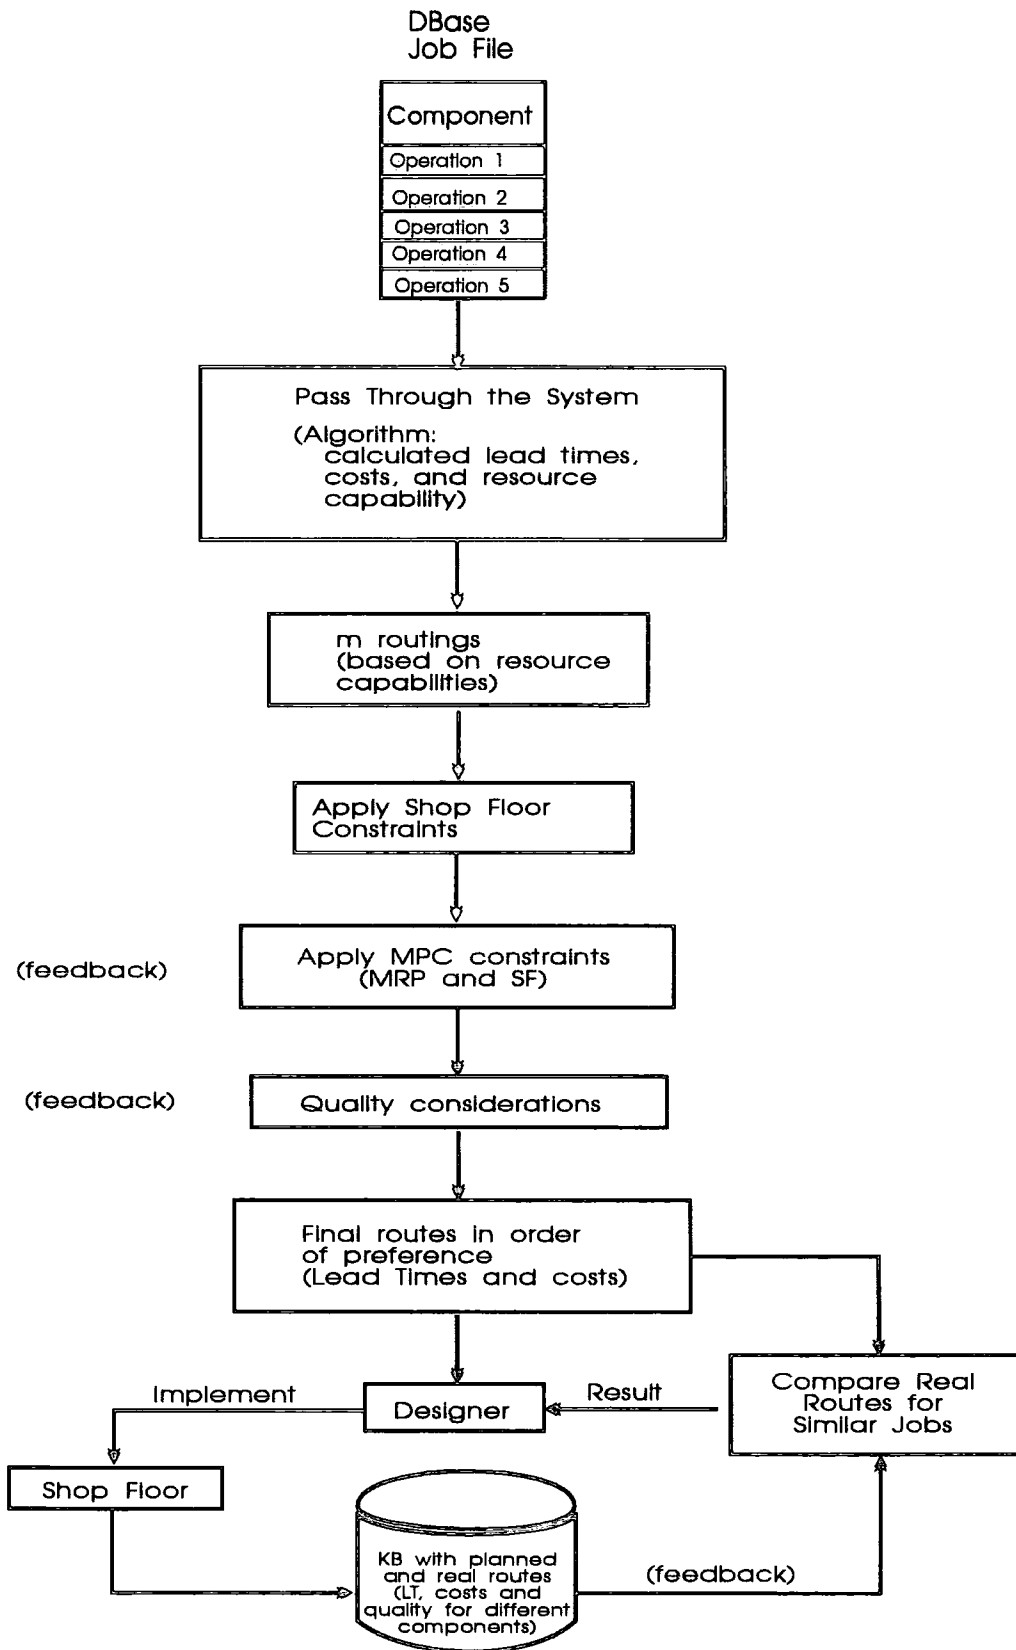 DBase
Job File
Component
Operation 1
Operation 2
Operation 3
Operation 4
Operation 5
Pass Through the System
(Algorithm:
calculated lead times,
costs, and resource
capability)
m routings
(based on resource
capabilities)
Apply Shop Floor
Constraints
(feedback)
Apply MPC constraints
(MRP and SF)
(feedback)
Quality considerations
Final routes in order
of preference
(Lead Times and costs)
Implement
Designer
Result
Compare Real
Routes for
Similar Jobs
Shop Floor
KB with planned
and real routes
(LT, costs and
quality for different
components)
(feedback)